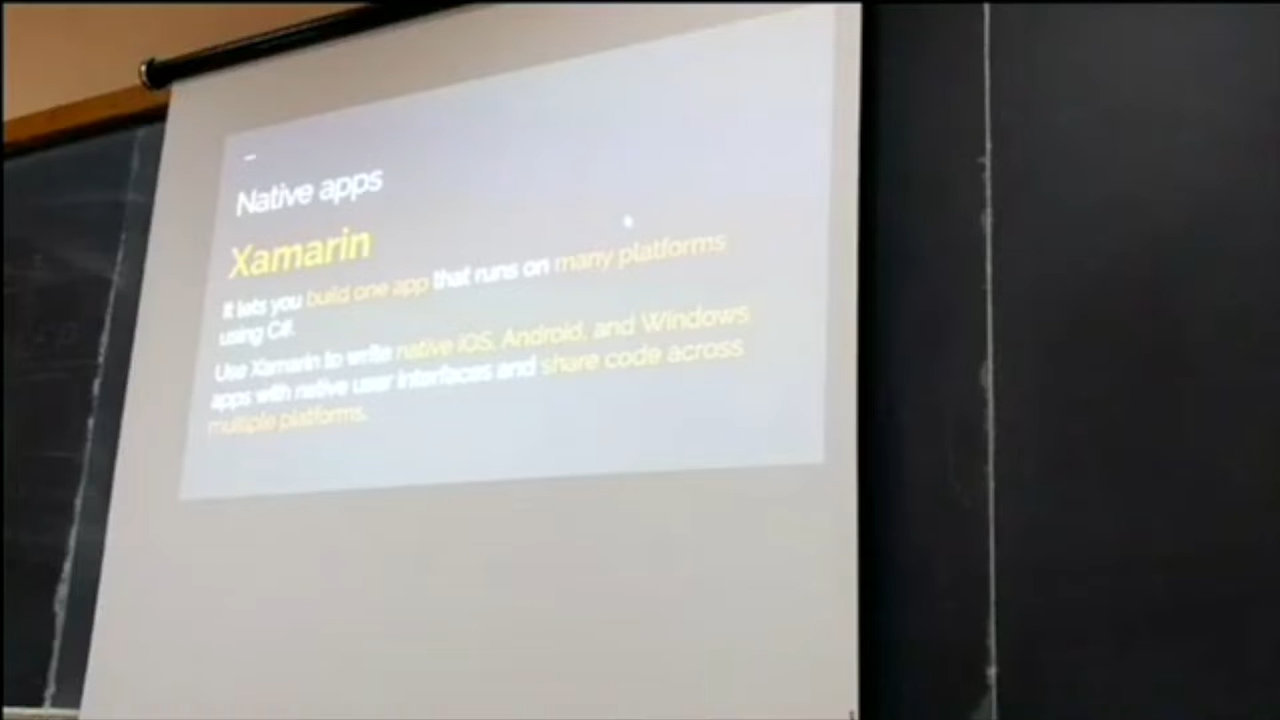 Native apps
Xamarin
It lets you build one app that runs on many platforms
using C#.
Use Xamarin to write native iOS, Android, and Windows
apps with native user interfaces and share code across
multiple platforms.